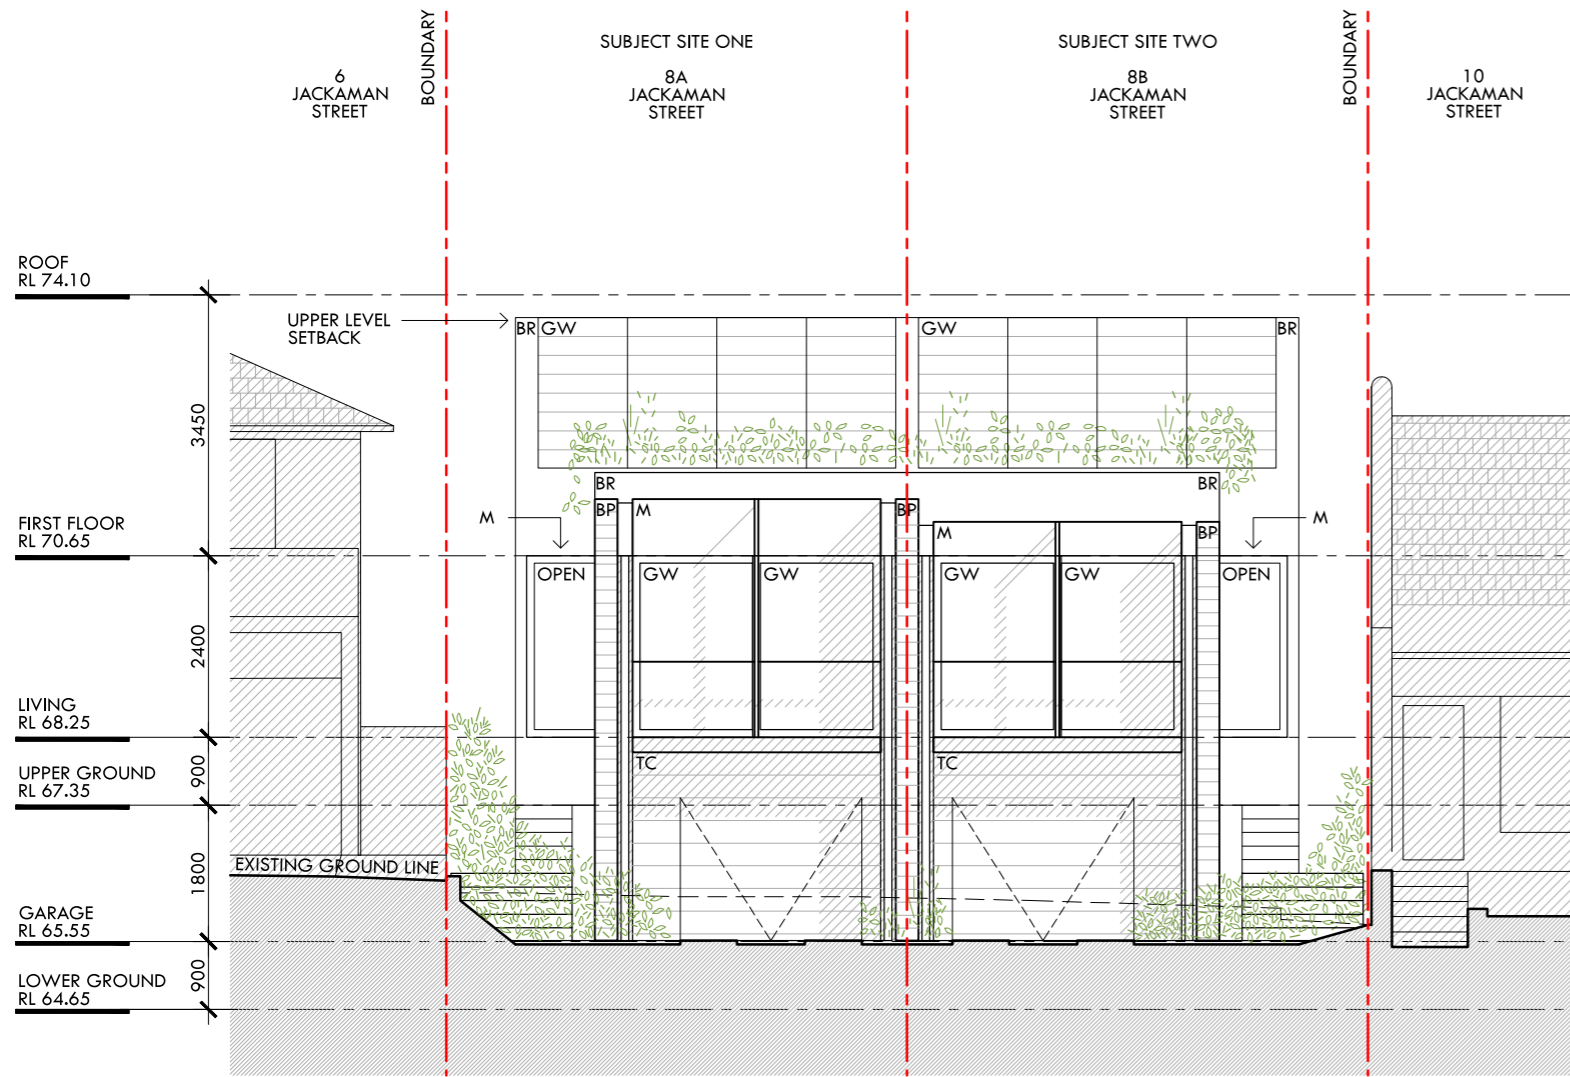 BOUNDARY
SUBJECT SITE ONE
SUBJECT SITE TWO
BOUNDARY
6
JACKAMAN
STREET
8A
JACKAMAN
STREET
8B
JACKAMAN
STREET
10
JACKAMAN
STREET
ROOF
RL 74.10
UPPER LEVEL
SETBACK
BR
GW
GW
BR
3450
BR
BR
BP
M
BP
M
BP
M
M
FIRST FLOOR
RL 70.65
OPEN
GW
GW
GW
GW
OPEN
2400
LIVING
RL 68.25
TC
TC
900
UPPER GROUND
RL 67.35
1800
EXISTING GROUND LINE
GARAGE
RL 65.55
900
LOWER GROUND
RL 64.65